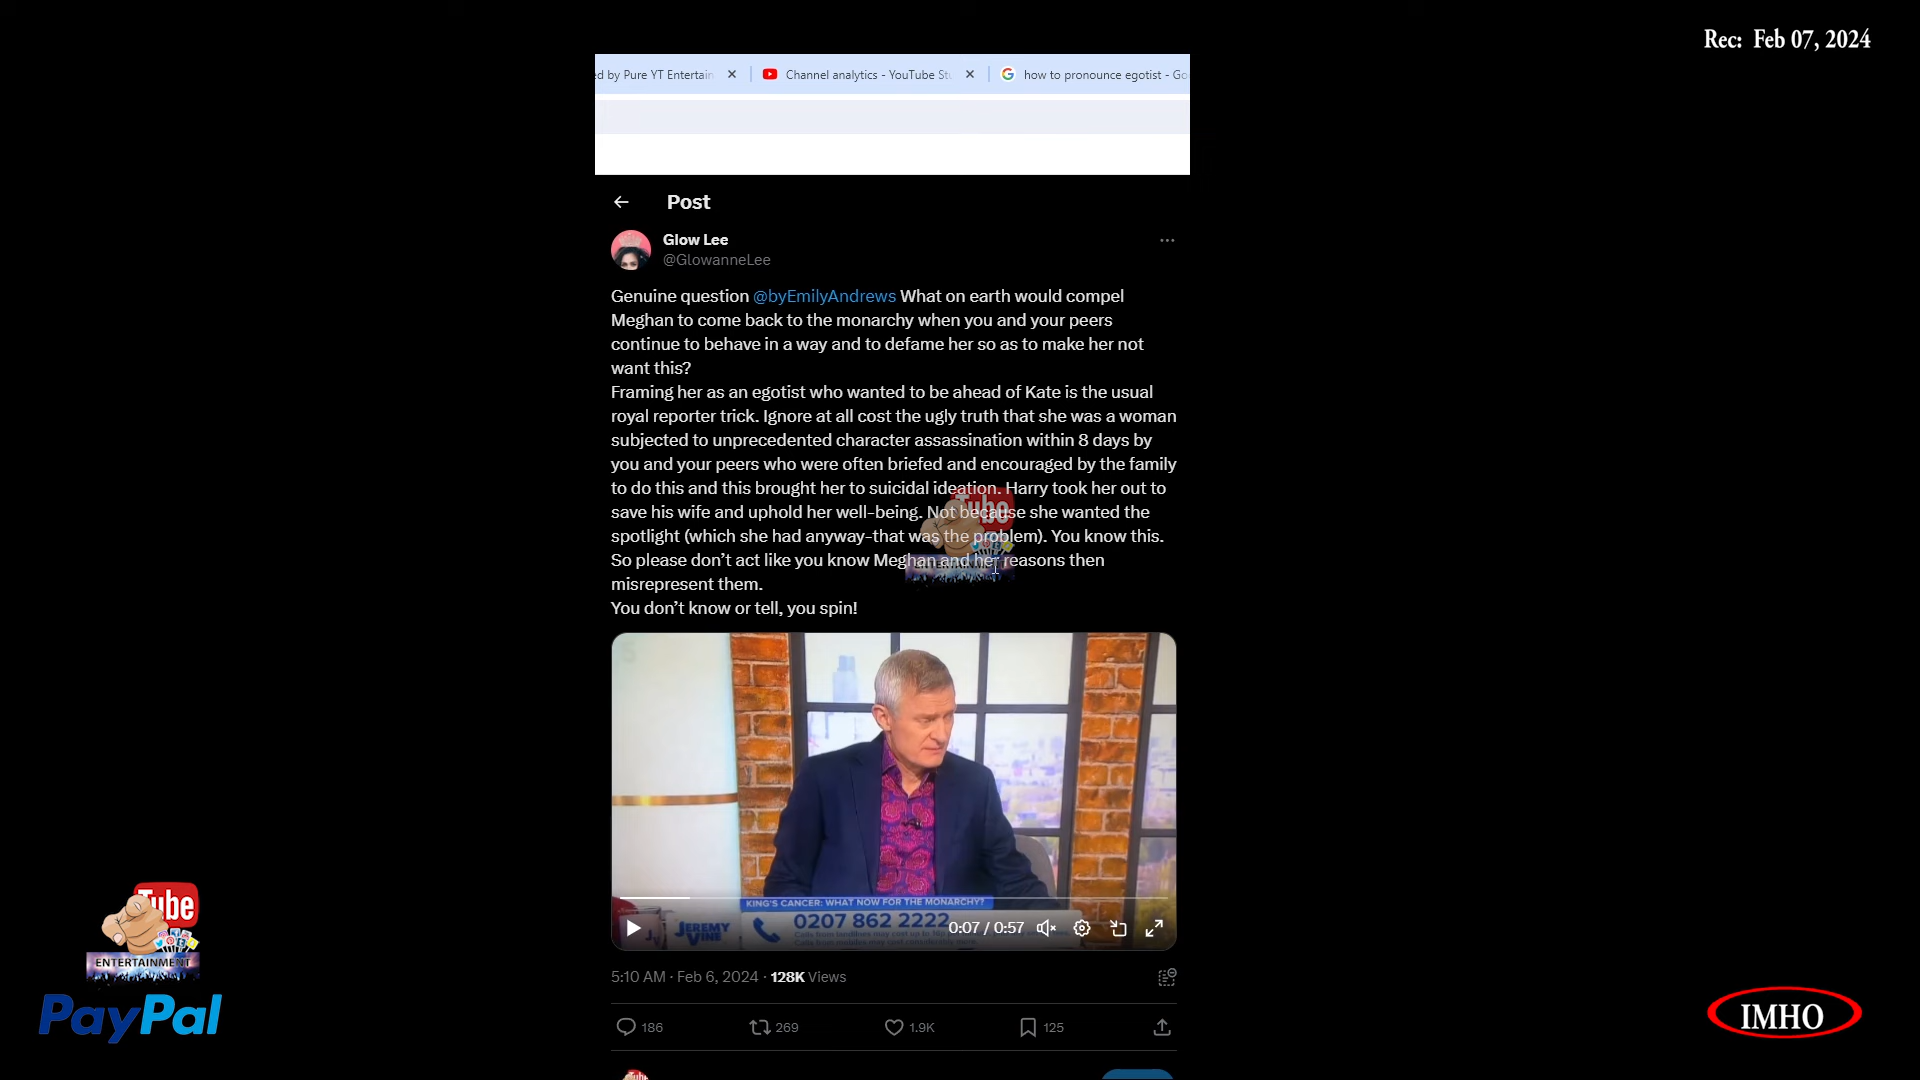 Rec: Feb 07, 2024
ed by Pure YT Entertain
Channel analytics - YouTube St
how to pronounce egotist - Go
Post
Glow Lee
@GlowanneLee
Genuine question @byEmilyAndrews What on earth would compel
Meghan to come back to the monarchy when you and your peers
continue to behave in a way and to defame her so as to make her not
want this?
Framing her as an egotist who wanted to be ahead of Kate is the usual
royal reporter trick. Ignore at all cost the ugly truth that she was a woman
subjected to unprecedented character assassination within 8 days by
you and your peers who were often briefed and encouraged by the family
to do this and this brought her to suicidal ideation. Harry took her out to
save his wife and uphold her well-being. Not because she wanted the
spotlight (which she had anyway-that was the problem). You know this.
So please don't act like you know Meghan and her reasons then
misrepresent them.
You don't know or tell, you spin!
Tube
KING'S CANCER: WHAT NOW FOR THE MONARCHY?
JEREMY
VINE
0207 862 2222
0:07 / 0:57
5:10 AM · Feb 6, 2024 · 128K Views
186
269
1.9K
125
Tube
ENTERTAINMENT
PayPal
IMHO